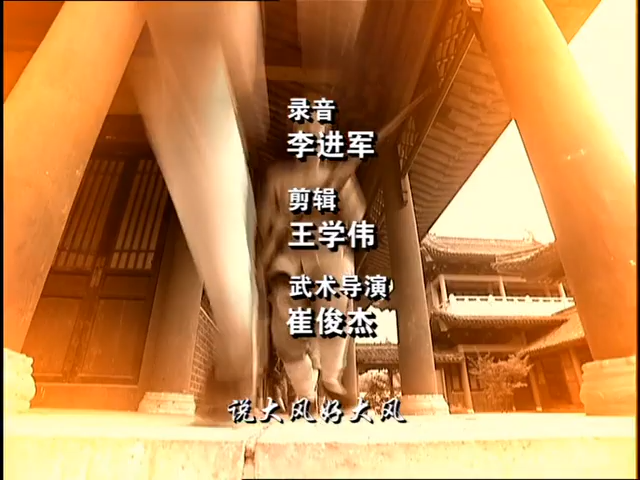 录音
李进军
剪辑
王学伟
武术导演
崔俊杰
说大风好大风